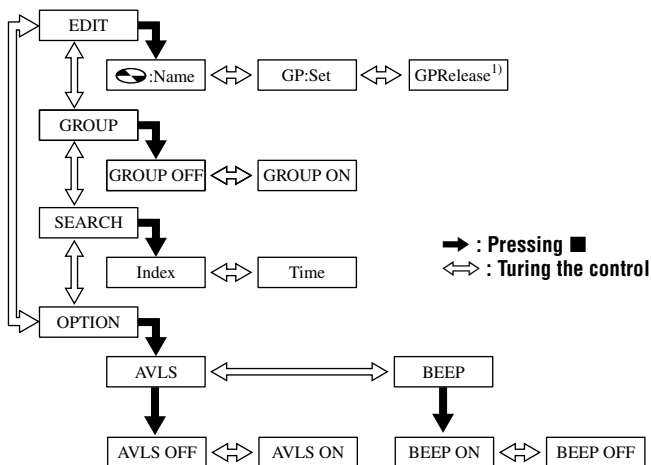 EDIT
:Name GP:Set GPRelease1)
GROUP
GROUP OFF GROUP ON
SEARCH
Index Time
: Pressing ■
: Turing the control
OPTION
AVLS BEEP
AVLS OFF AVLS ON BEEP ON BEEP OFF